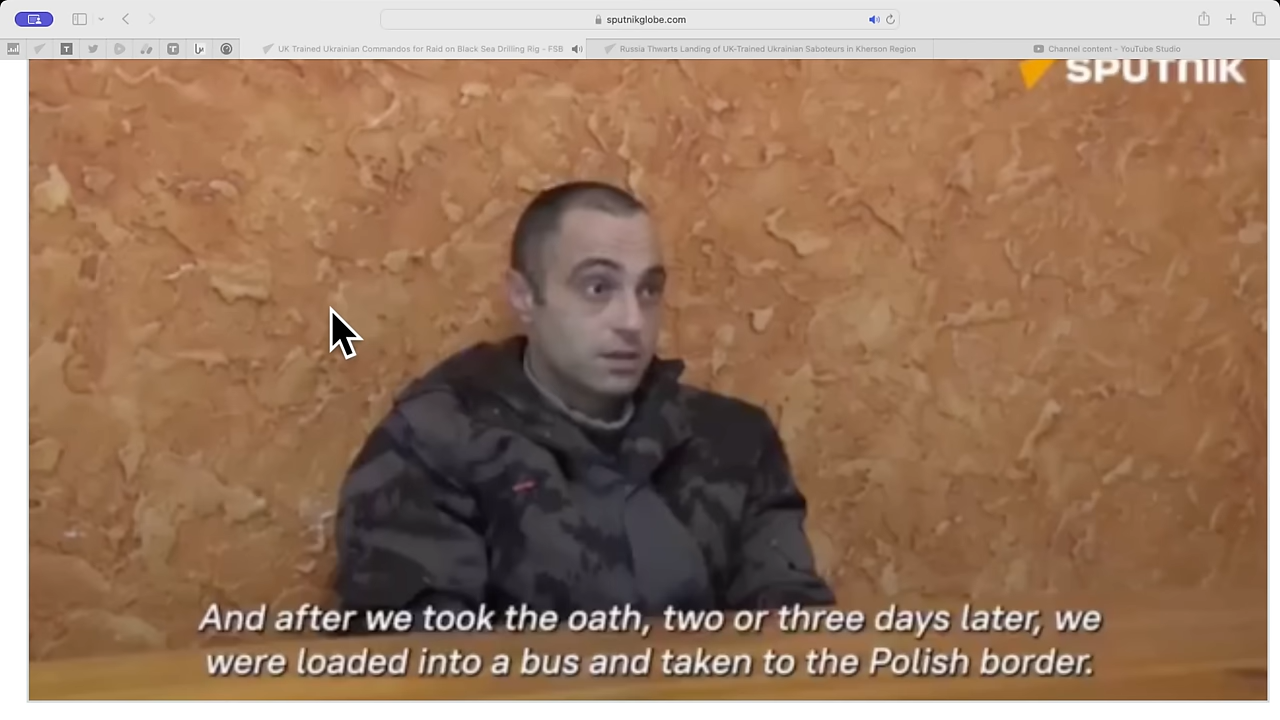 sputnikglobe.com
UK Trained Ukrainian Commandos for Raid on Black Sea Drilling Rig - FSB
Russia Thwarts Landing of UK-Trained Ukrainian Saboteurs in Kherson Region
Channel content - YouTube Studio
SPUTNIK
And after we took the oath, two or three days later, we
were loaded into a bus and taken to the Polish border.